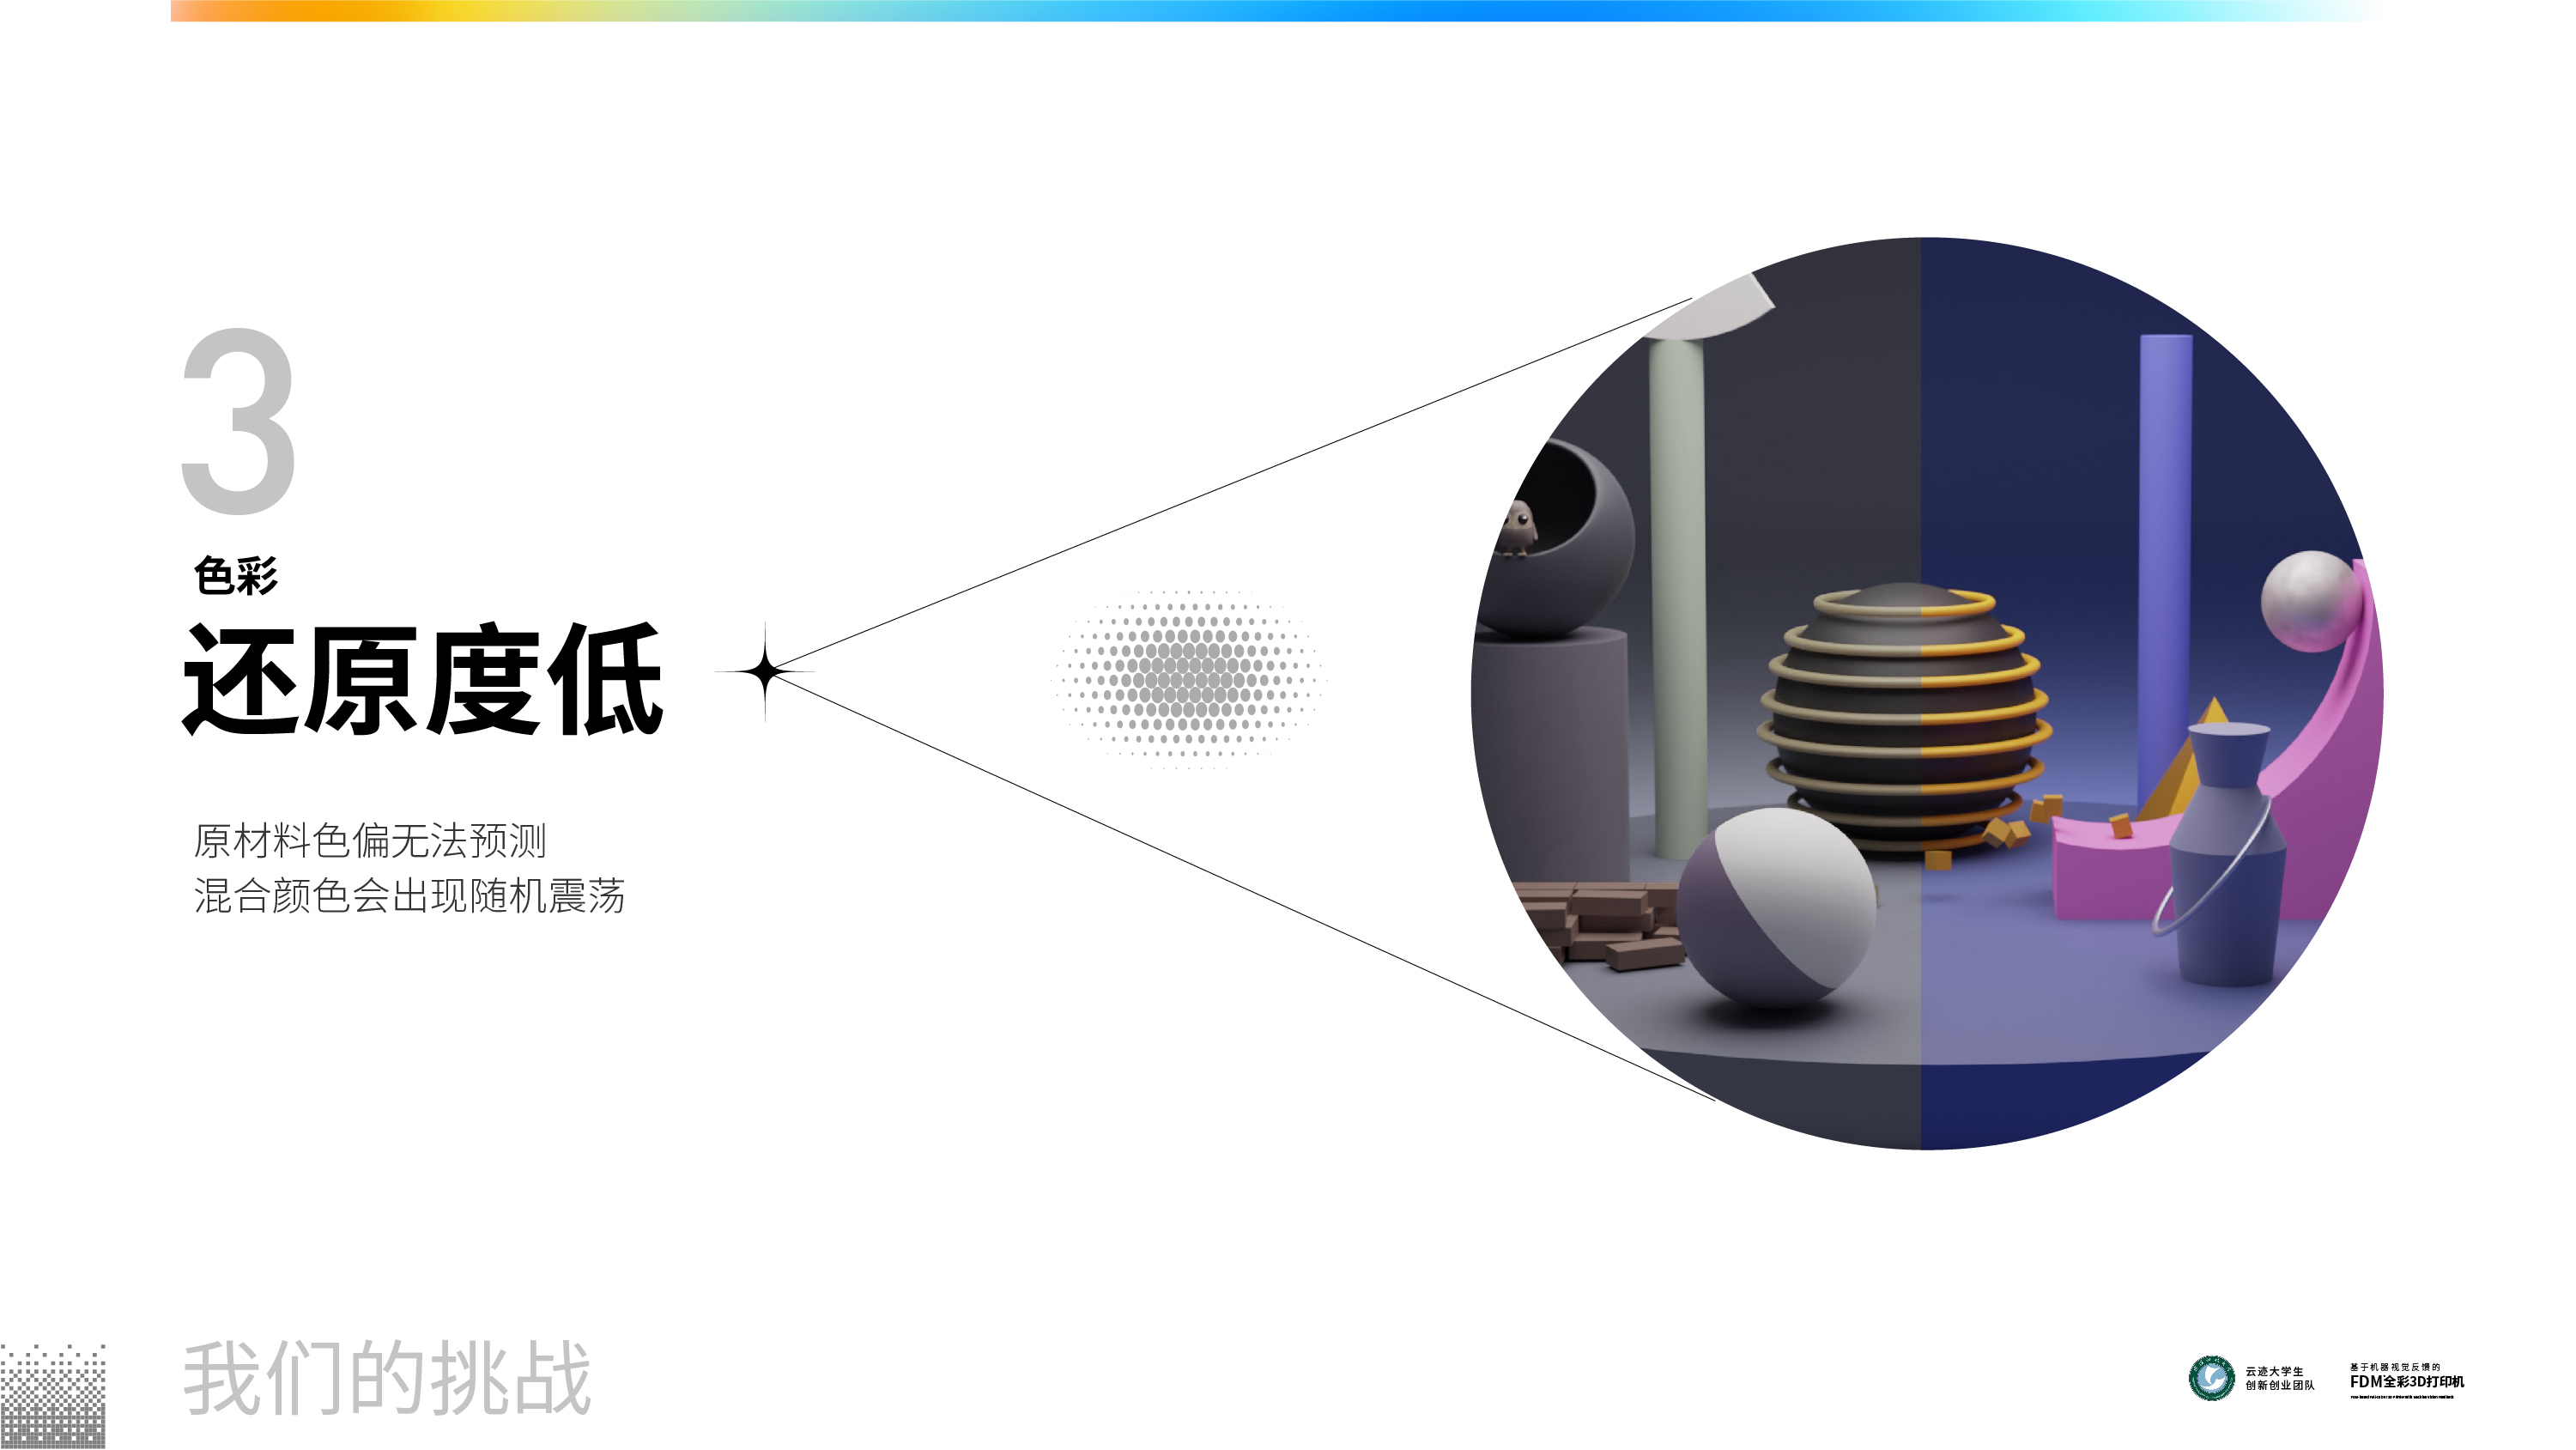 3
色彩
还原度低
原材料色偏无法预测
混合颜色会出现随机震荡
我们的挑战
云迹大学生
创新创业团队
基于机器视觉反馈的
FDM全彩3D打印机